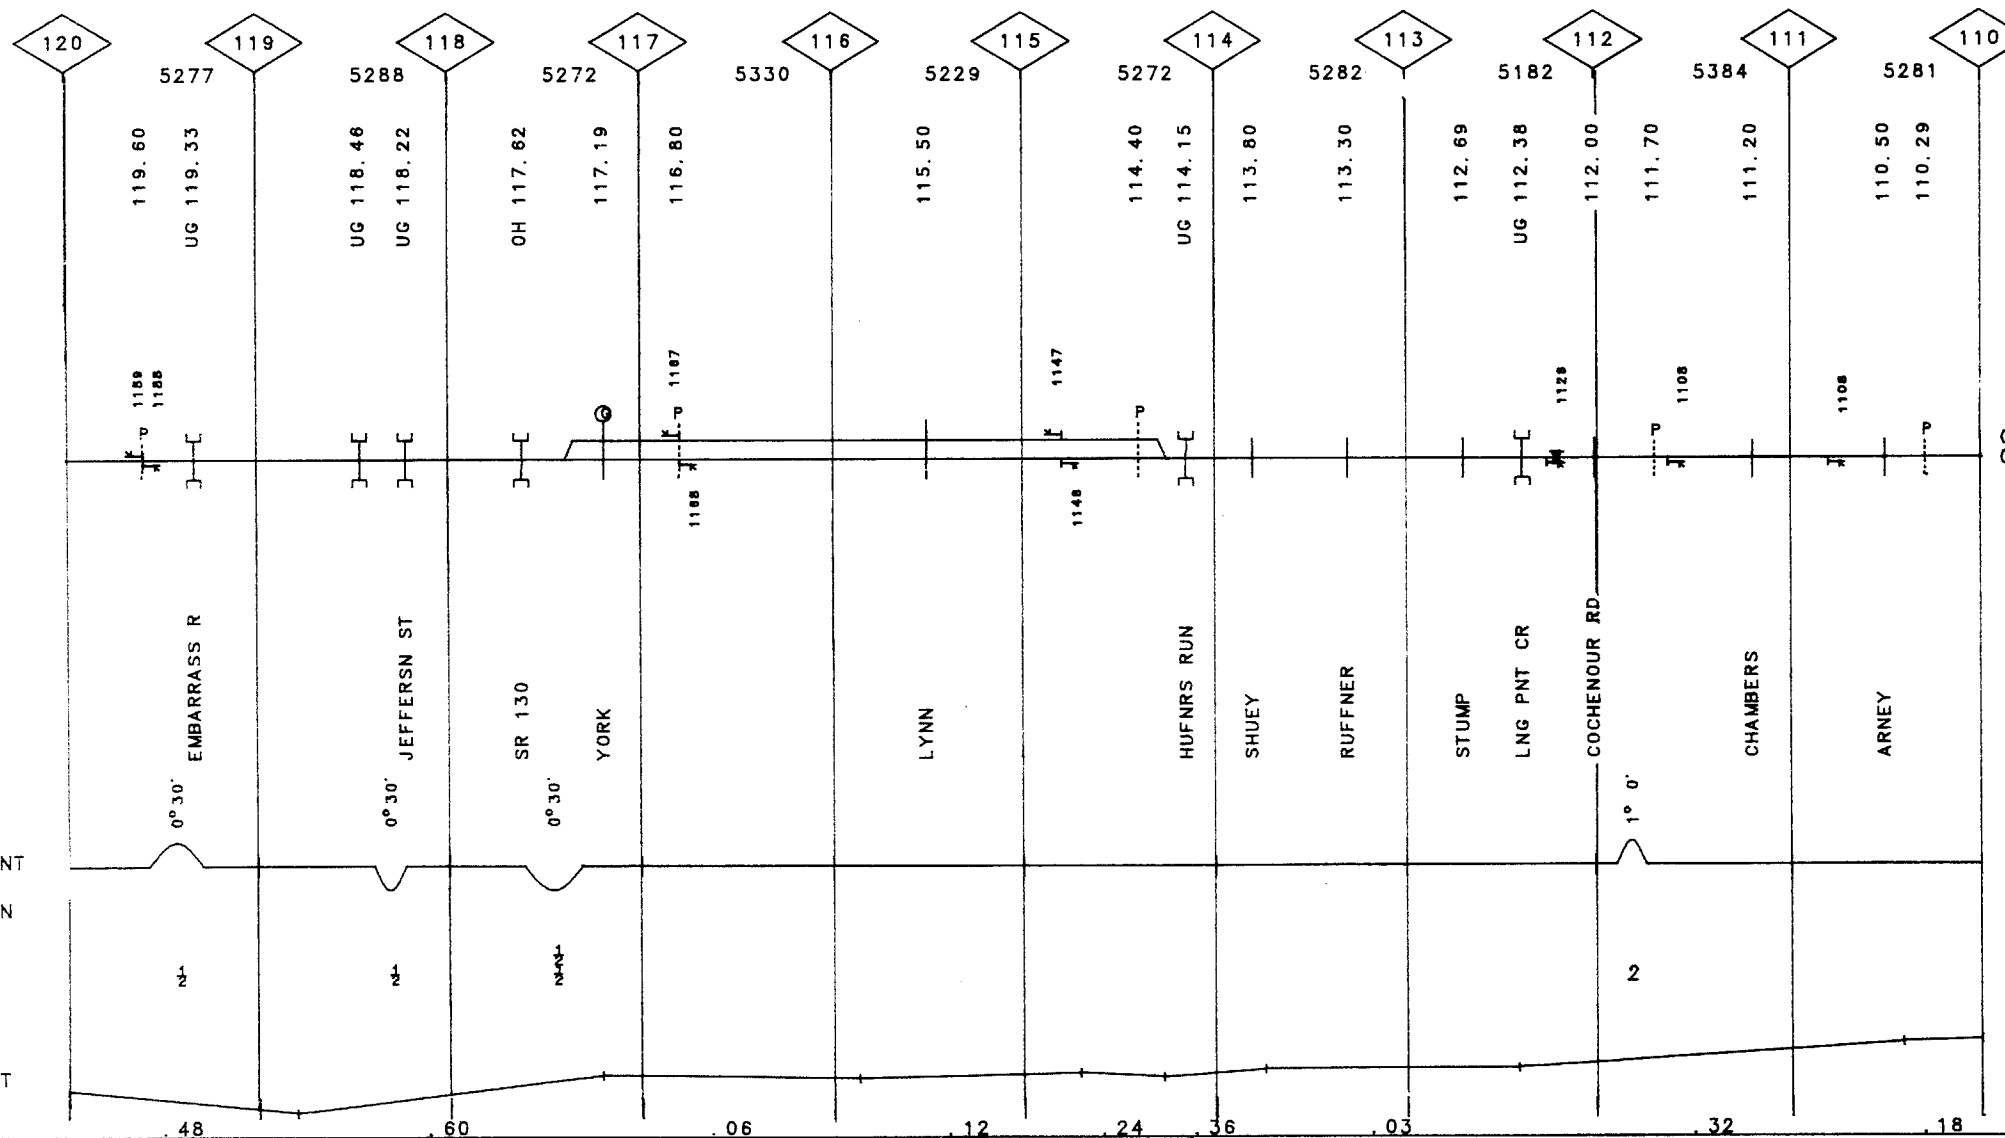 120 119 118 117 116 115 114 113 112 111 110
5277 5288 5272 5330 5229 5272 5282 5182 5384 5281
119.60
UG 119.33
UG 118.46
UG 118.22
OH 117.62
117.19
116.80
115.50
114.40
UG 114.15
113.80
113.30
112.69
UG 112.38
112.00
111.70
111.20
110.50
110.29
1189
1188
1167
1147
1128
1108
1108
P
G
P
P
P
P
1168
1148
EMBARRASS R
JEFFERSN ST
SR 130
YORK
LYNN
HUFNRS RUN
SHUEY
RUFFNER
STUMP
LNG PNT CR
COCHENOUR RD
CHAMBERS
ARNEY
0°30'
0°30'
0°30'
1° 0'
NT
N
½
½
2
T
.48 .60 .06 .12 .24 .36 .03 .32 .18